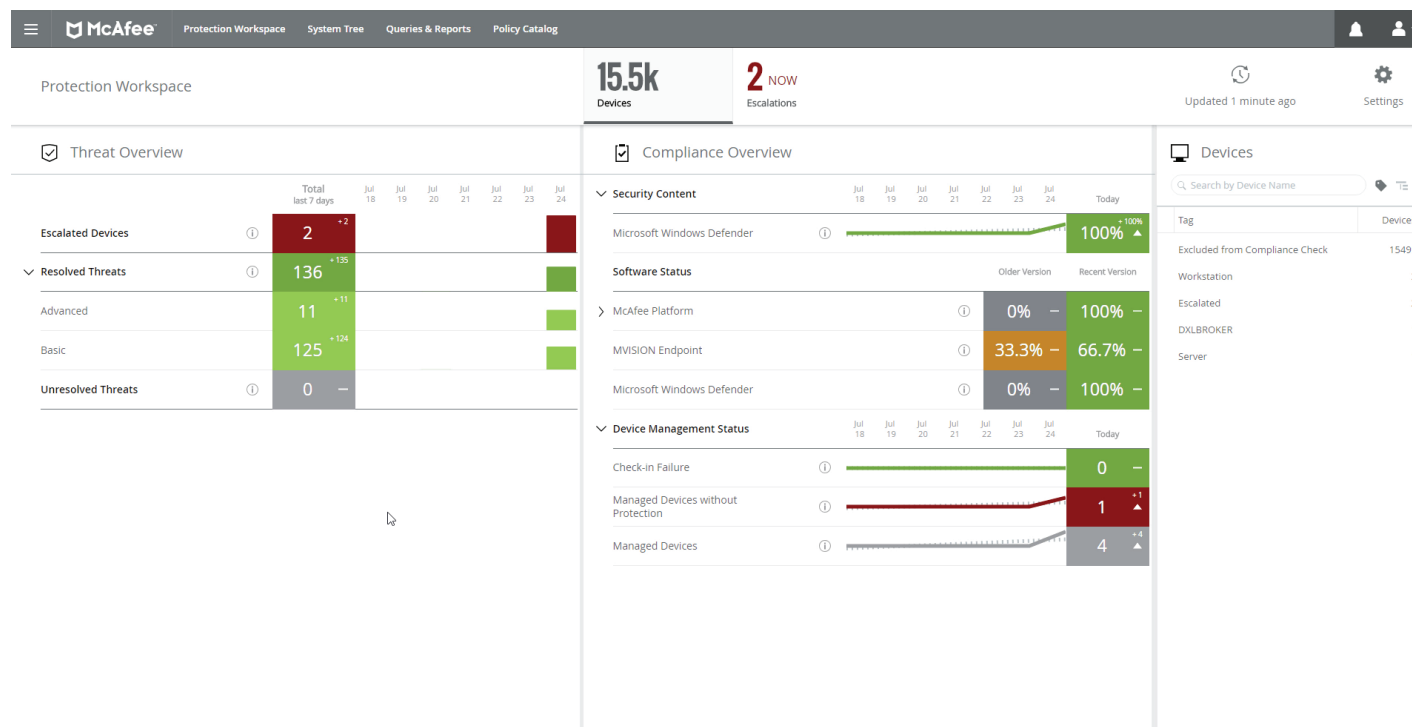 McAfee Protection Workspace System Tree Queries & Reports Policy Catalog
Protection Workspace
15.5k
Devices
2 NOW
Escalations
Updated 1 minute ago
Settings
Threat Overview
Total
last 7 days
Jul 18 Jul 19 Jul 20 Jul 21 Jul 22 Jul 23 Jul 24
Escalated Devices 2 +2
Resolved Threats 136 +135
Advanced 11 +11
Basic 125 +124
Unresolved Threats 0 –
Compliance Overview
Security Content Jul 18 Jul 19 Jul 20 Jul 21 Jul 22 Jul 23 Jul 24 Today
Microsoft Windows Defender 100% +100%
Software Status Older Version Recent Version
McAfee Platform 0% – 100% –
MVISION Endpoint 33.3% – 66.7% –
Microsoft Windows Defender 0% – 100% –
Device Management Status Jul 18 Jul 19 Jul 20 Jul 21 Jul 22 Jul 23 Jul 24 Today
Check-in Failure 0 –
Managed Devices without
Protection 1 +1
Managed Devices 4 +4
Devices
Search by Device Name
Tag Device
Excluded from Compliance Check 1549
Workstation
Escalated
DXLBROKER
Server